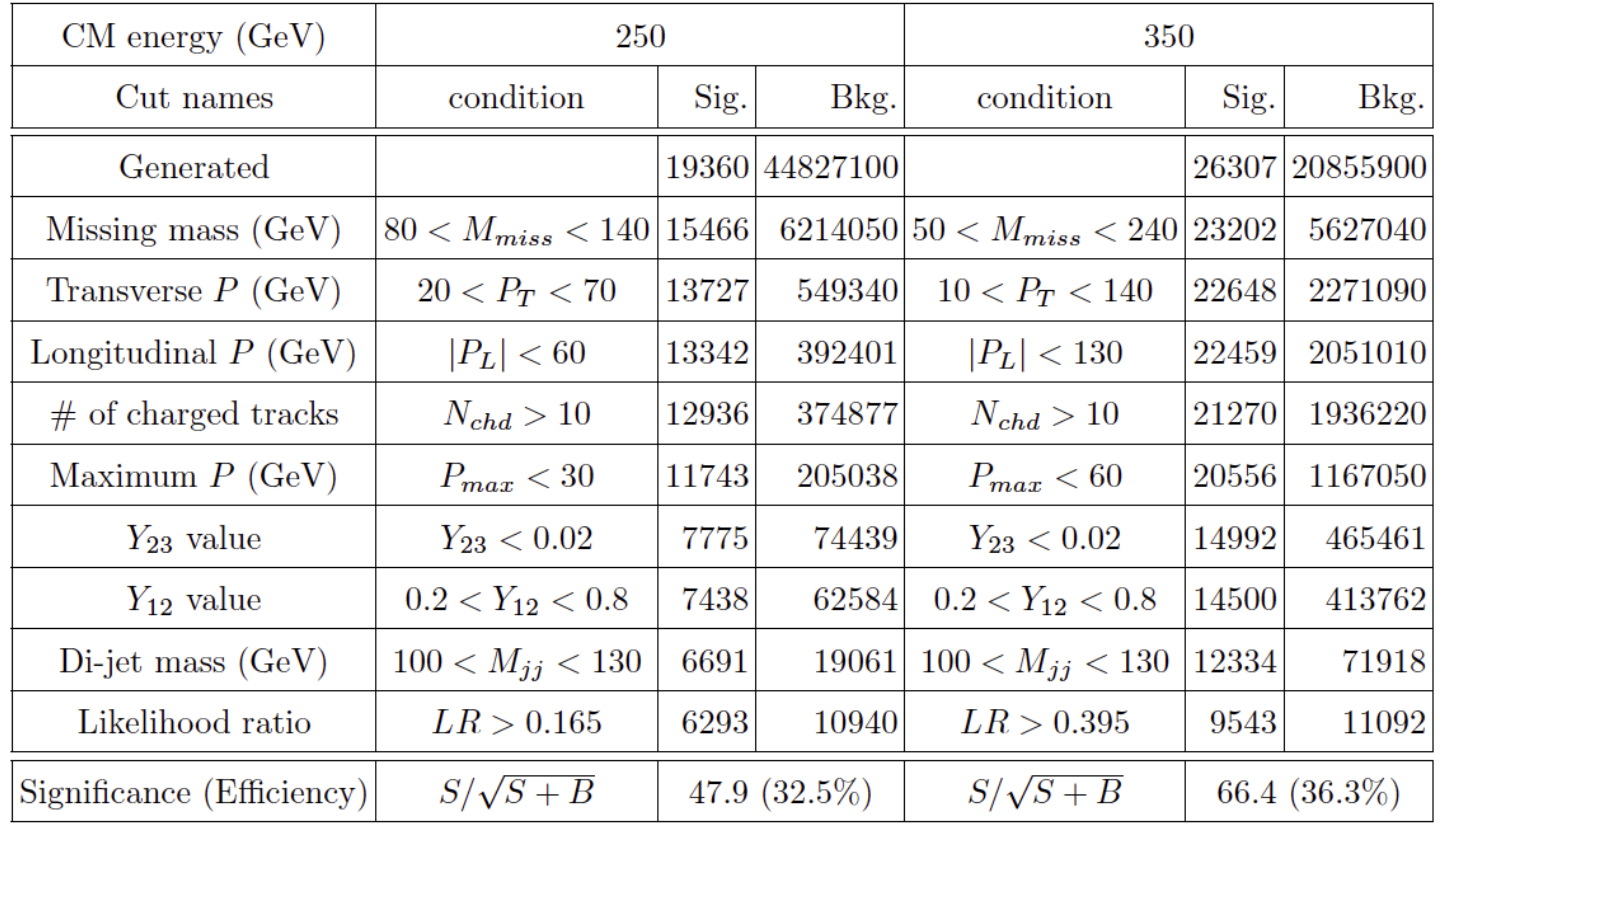 CM energy (GeV) 250 350
Cut names condition Sig. Bkg. condition Sig. Bkg.
Generated 19360 44827100 26307 20855900
Missing mass (GeV) 80 < M_miss < 140 15466 6214050 50 < M_miss < 240 23202 5627040
Transverse P (GeV) 20 < P_T < 70 13727 549340 10 < P_T < 140 22648 2271090
Longitudinal P (GeV) |P_L| < 60 13342 392401 |P_L| < 130 22459 2051010
# of charged tracks N_chd > 10 12936 374877 N_chd > 10 21270 1936220
Maximum P (GeV) P_max < 30 11743 205038 P_max < 60 20556 1167050
Y_23 value Y_23 < 0.02 7775 74439 Y_23 < 0.02 14992 465461
Y_12 value 0.2 < Y_12 < 0.8 7438 62584 0.2 < Y_12 < 0.8 14500 413762
Di-jet mass (GeV) 100 < M_jj < 130 6691 19061 100 < M_jj < 130 12334 71918
Likelihood ratio LR > 0.165 6293 10940 LR > 0.395 9543 11092
Significance (Efficiency) S/√S + B 47.9 (32.5%) S/√S + B 66.4 (36.3%)